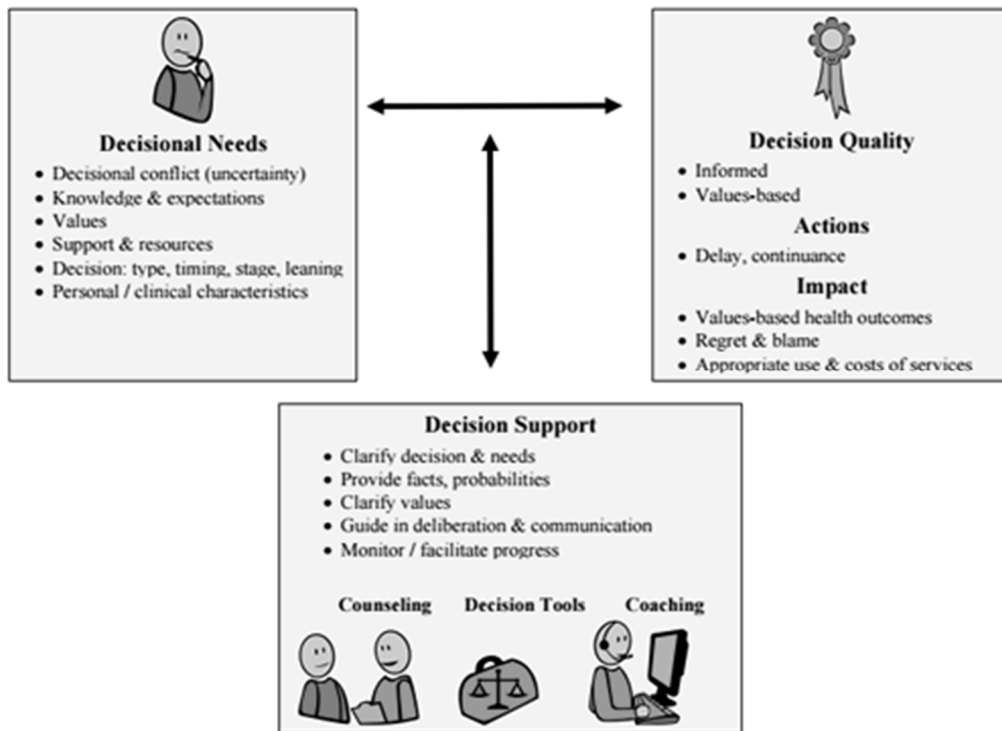 Decisional Needs
• Decisional conflict (uncertainty)
• Knowledge & expectations
• Values
• Support & resources
• Decision: type, timing, stage, leaning
• Personal / clinical characteristics
Decision Quality
• Informed
• Values-based
Actions
• Delay, continuance
Impact
• Values-based health outcomes
• Regret & blame
• Appropriate use & costs of services
Decision Support
• Clarify decision & needs
• Provide facts, probabilities
• Clarify values
• Guide in deliberation & communication
• Monitor / facilitate progress
Counseling Decision Tools Coaching